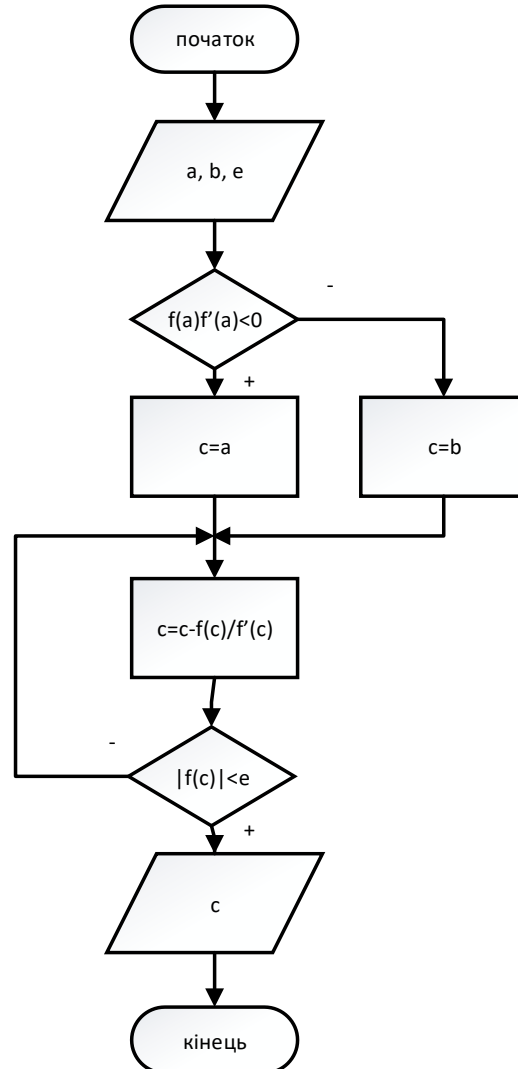 початок
a, b, e
-
f(a)f’(a)<0
+
c=a
c=b
c=c-f(c)/f’(c)
-
|f(c)|<e
+
c
кінець